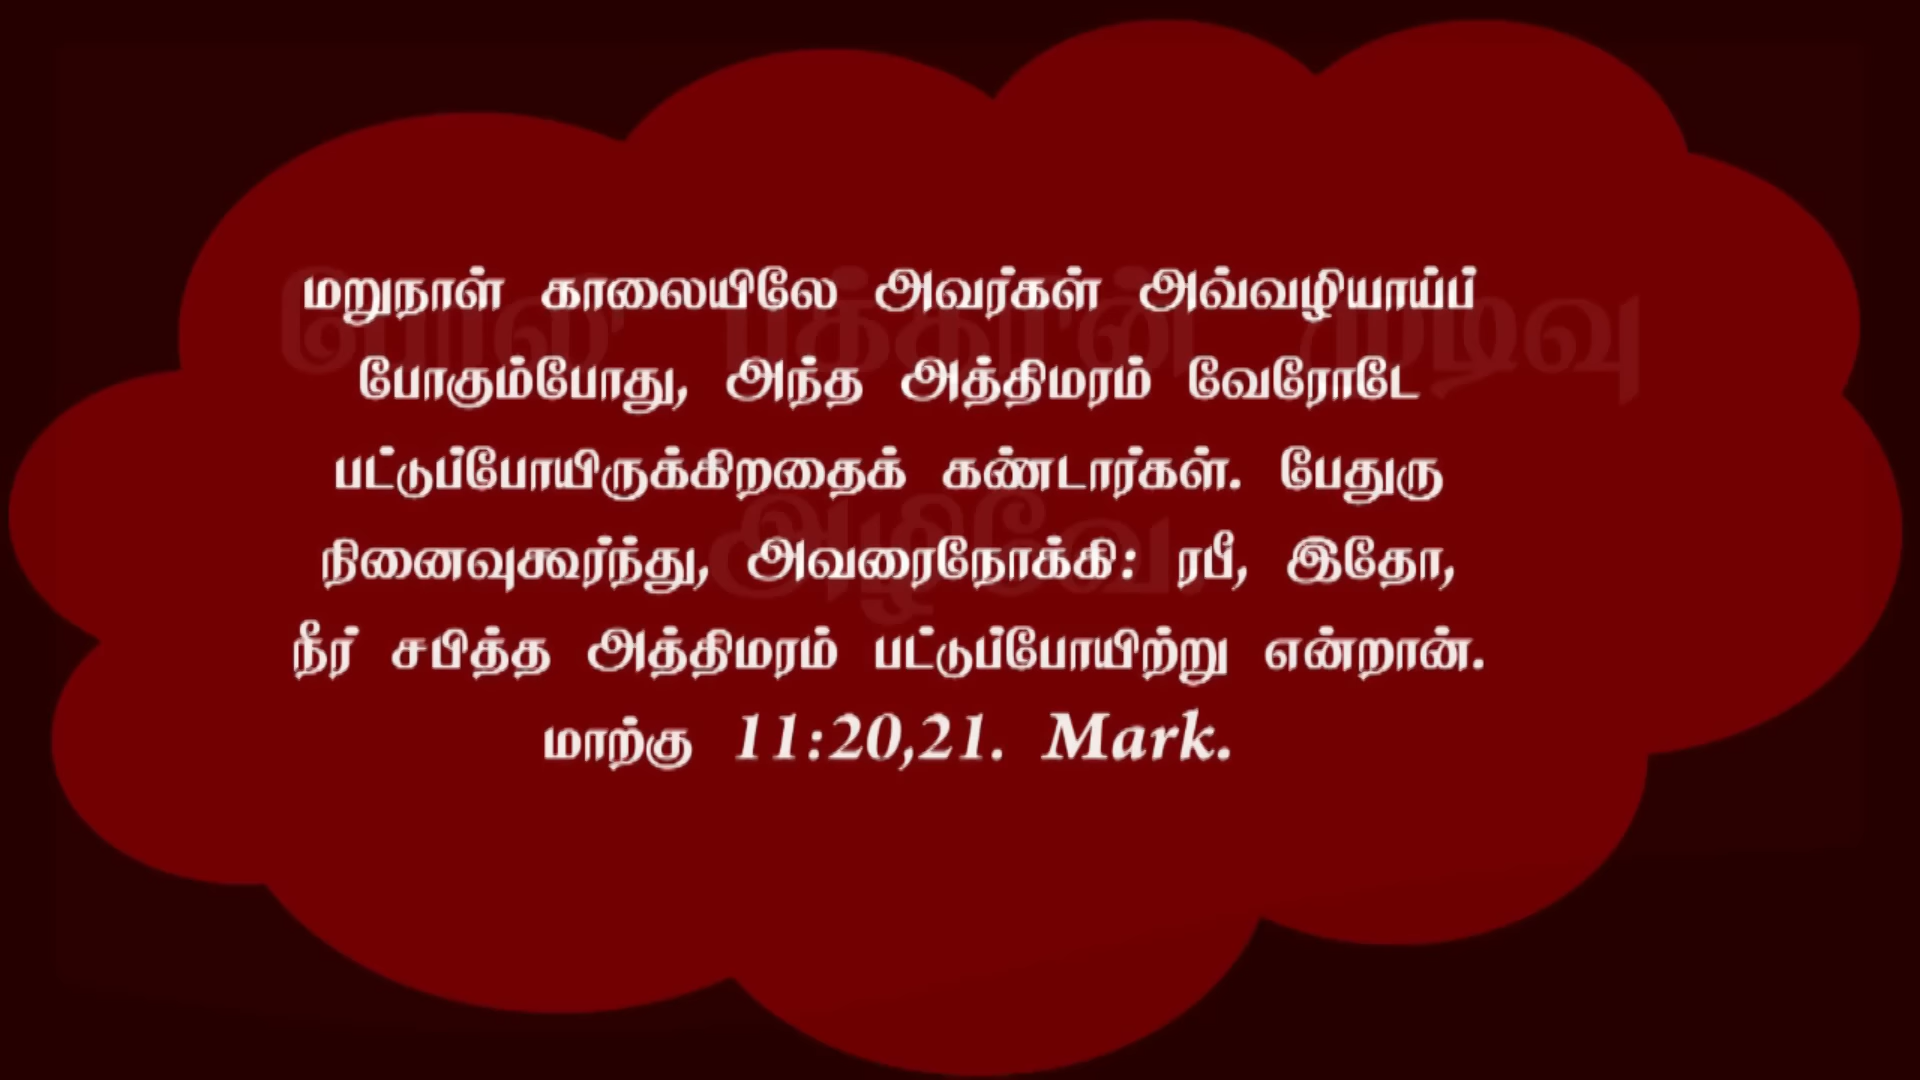 மறுநாள் காலையிலே அவர்கள் அவ்வழியாய்ப்
போகும்போது, அந்த அத்திமரம் வேரோடே
பட்டுப்போயிருக்கிறதைக் கண்டார்கள். பேதுரு
நினைவுகூர்ந்து, அவரைநோக்கி: ரபீ, இதோ,
நீர் சபித்த அத்திமரம் பட்டுப்போயிற்று என்றான்.
மாற்கு 11:20,21. Mark.